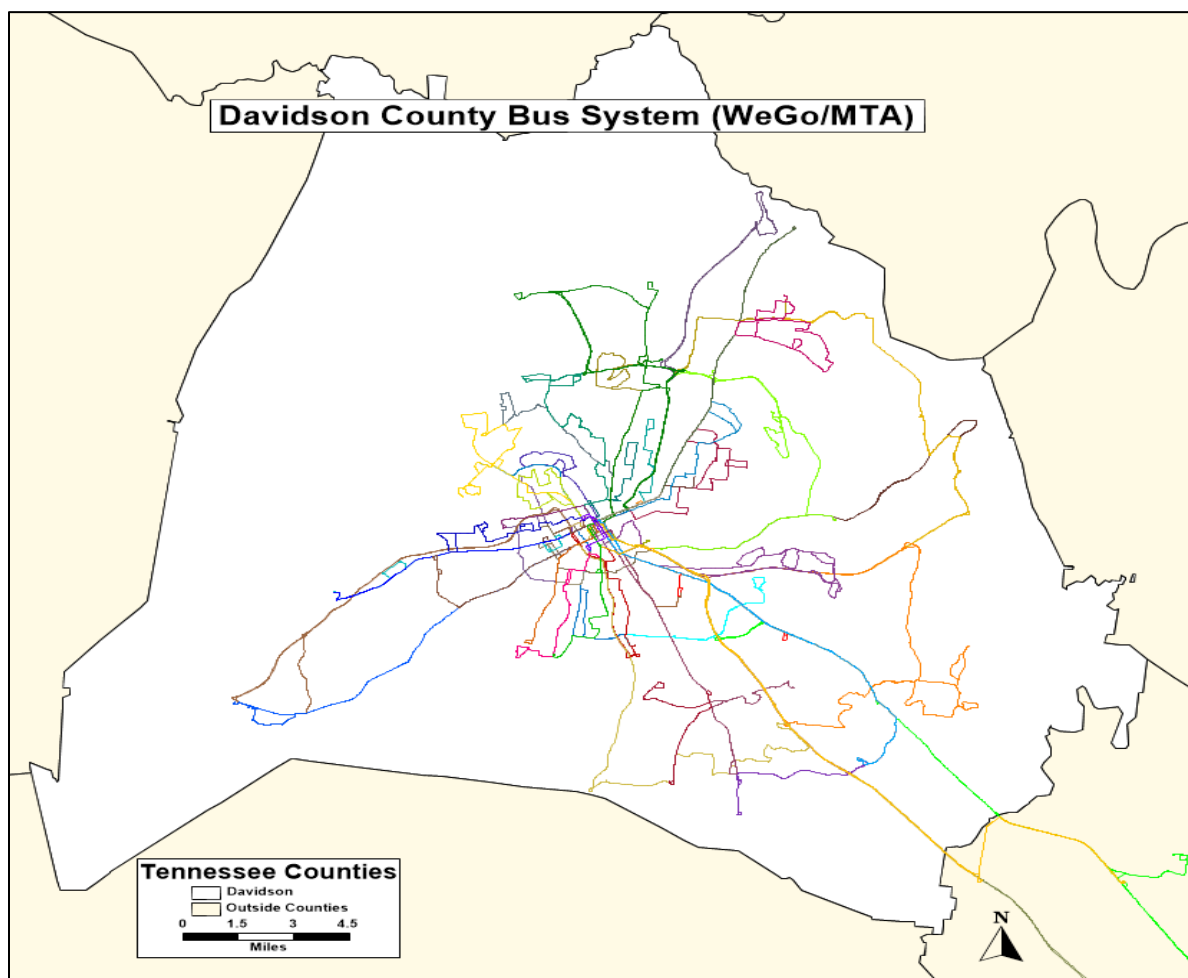 Davidson County Bus System (WeGo/MTA)
Tennessee Counties
Davidson
Outside Counties
0 1.5 3 4.5
Miles
N